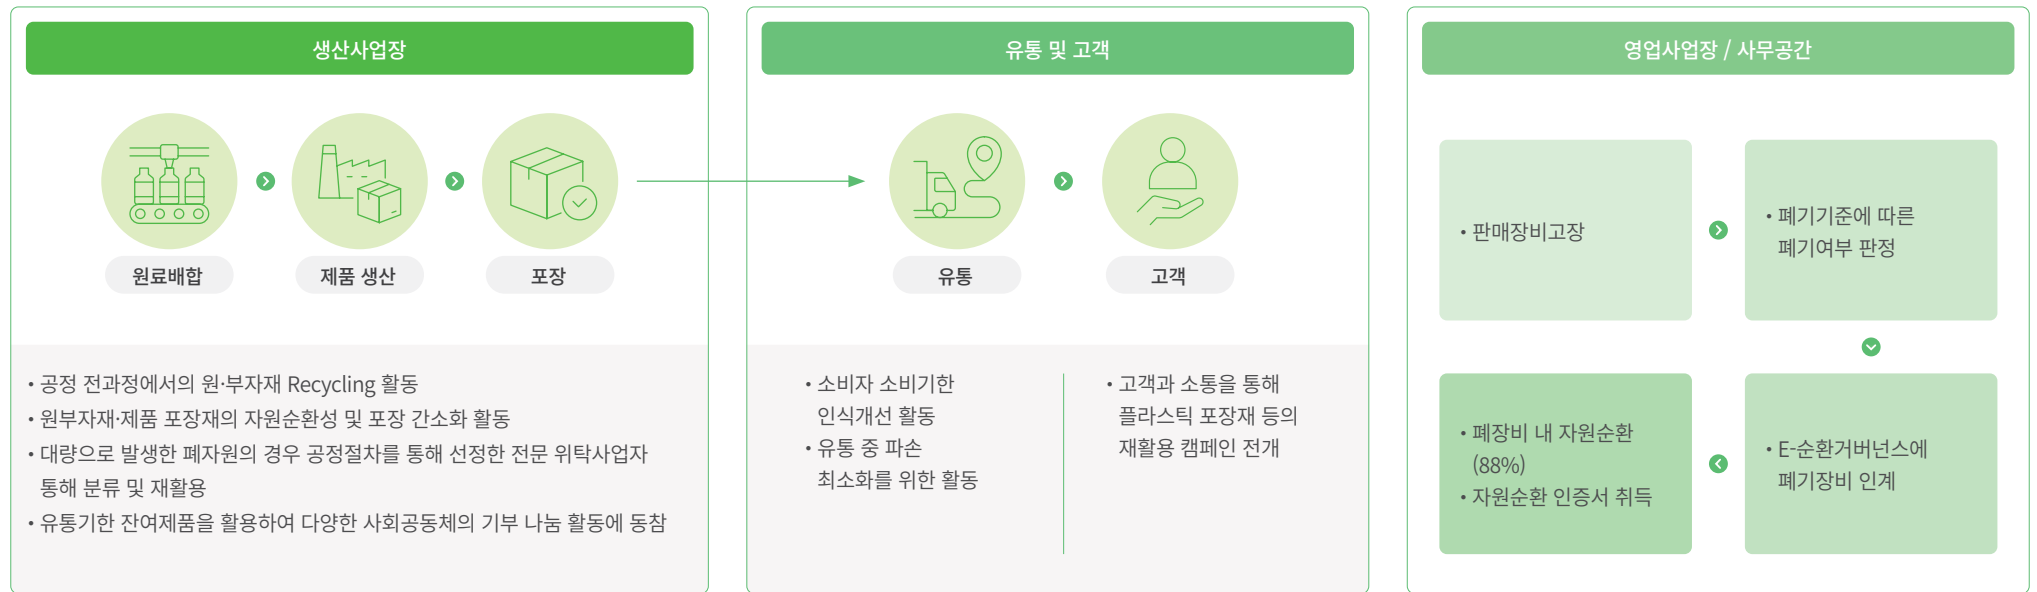 생산사업장
원료배합
제품 생산
포장
• 공정 전과정에서의 원·부자재 Recycling 활동
• 원부자재·제품 포장재의 자원순환성 및 포장 간소화 활동
• 대량으로 발생한 폐자원의 경우 공정절차를 통해 선정한 전문 위탁사업자
통해 분류 및 재활용
• 유통기한 잔여제품을 활용하여 다양한 사회공동체의 기부 나눔 활동에 동참
유통 및 고객
유통
고객
• 소비자 소비기한
인식개선 활동
• 유통 중 파손
최소화를 위한 활동
• 고객과 소통을 통해
플라스틱 포장재 등의
재활용 캠페인 전개
영업사업장 / 사무공간
• 판매장비고장
• 폐기기준에 따른
폐기여부 판정
• E-순환거버넌스에
폐기장비 인계
• 폐장비 내 자원순환
(88%)
• 자원순환 인증서 취득